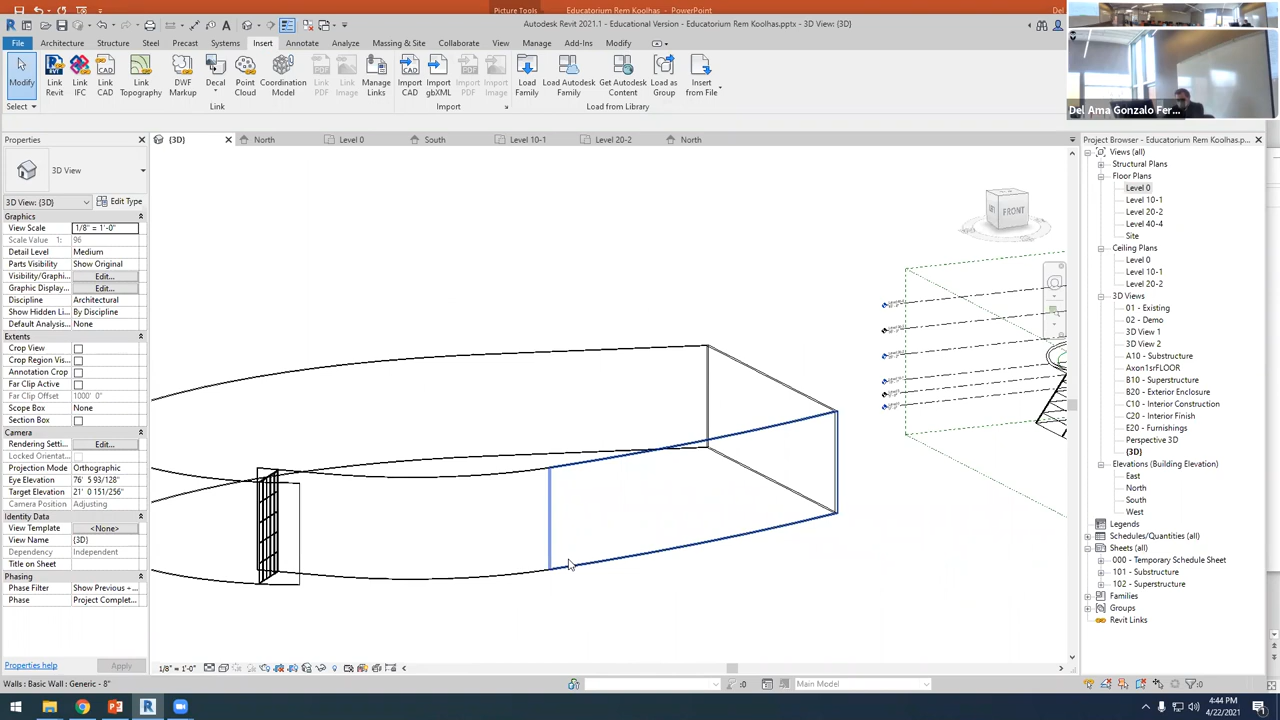 Picture Tools
Educatorium Rem Koolhas.pptx - PowerPoint
Autodesk Revit 2021.1 - Educational Version - Educatorium Rem Koolhas.pptx - 3D View: {3D}
File Architecture Structure Steel Precast Systems Insert Annotate Analyze Massing & Site Collaborate View Manage Add-Ins Modify
Modify
Link Revit
Link IFC
Link CAD
Link Topography
DWF Markup
Decal
Point Cloud
Coordination Model
Link PDF
Link Image
Manage Links
Import CAD
Import gbXML
Import PDF
Import Image
Load Family
Load Autodesk Family
Get Autodesk Content
Load as Group
Insert from File
Select
Link
Import
Load from Library
Del Ama Gonzalo Fer...
Properties
{3D}
North
Level 0
South
Level 10-1
Level 20-2
North
3D View
3D View: {3D}
Edit Type
Graphics
View Scale 1/8" = 1'-0"
Scale Value 1: 96
Detail Level Medium
Parts Visibility Show Original
Visibility/Graphi... Edit...
Graphic Display... Edit...
Discipline Architectural
Show Hidden Li... By Discipline
Default Analysis... None
Extents
Crop View
Crop Region Vis...
Annotation Crop
Far Clip Active
Far Clip Offset 1000' 0"
Scope Box None
Section Box
Camera
Rendering Setti... Edit...
Locked Orientat...
Projection Mode Orthographic
Eye Elevation 76' 5 93/128"
Target Elevation 21' 0 151/256"
Camera Position Adjusting
Identity Data
View Template <None>
View Name {3D}
Dependency Independent
Title on Sheet
Phasing
Phase Filter Show Previous + ...
Phase Project Complet...
Properties help
Apply
FRONT
Project Browser - Educatorium Rem Koolhas.p...
Views (all)
Structural Plans
Floor Plans
Level 0
Level 10-1
Level 20-2
Level 40-4
Site
Ceiling Plans
Level 0
Level 10-1
Level 20-2
3D Views
01 - Existing
02 - Demo
3D View 1
3D View 2
A10 - Substructure
Axon1srFLOOR
B10 - Superstructure
B20 - Exterior Enclosure
C10 - Interior Construction
C20 - Interior Finish
E20 - Furnishings
Perspective 3D
{3D}
Elevations (Building Elevation)
East
North
South
West
Legends
Schedules/Quantities (all)
Sheets (all)
000 - Temporary Schedule Sheet
101 - Substructure
102 - Superstructure
Families
Groups
Revit Links
1/8" = 1'-0"
Walls : Basic Wall : Generic - 8"
:0
Main Model
:0
4:44 PM
4/22/2021